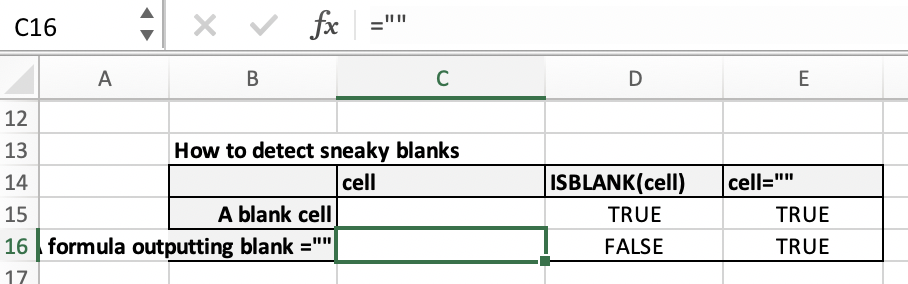 C16 fx =""
A B C D E
12
13 How to detect sneaky blanks
14 cell ISBLANK(cell) cell=""
15 A blank cell TRUE TRUE
16 formula outputting blank ="" FALSE TRUE
17